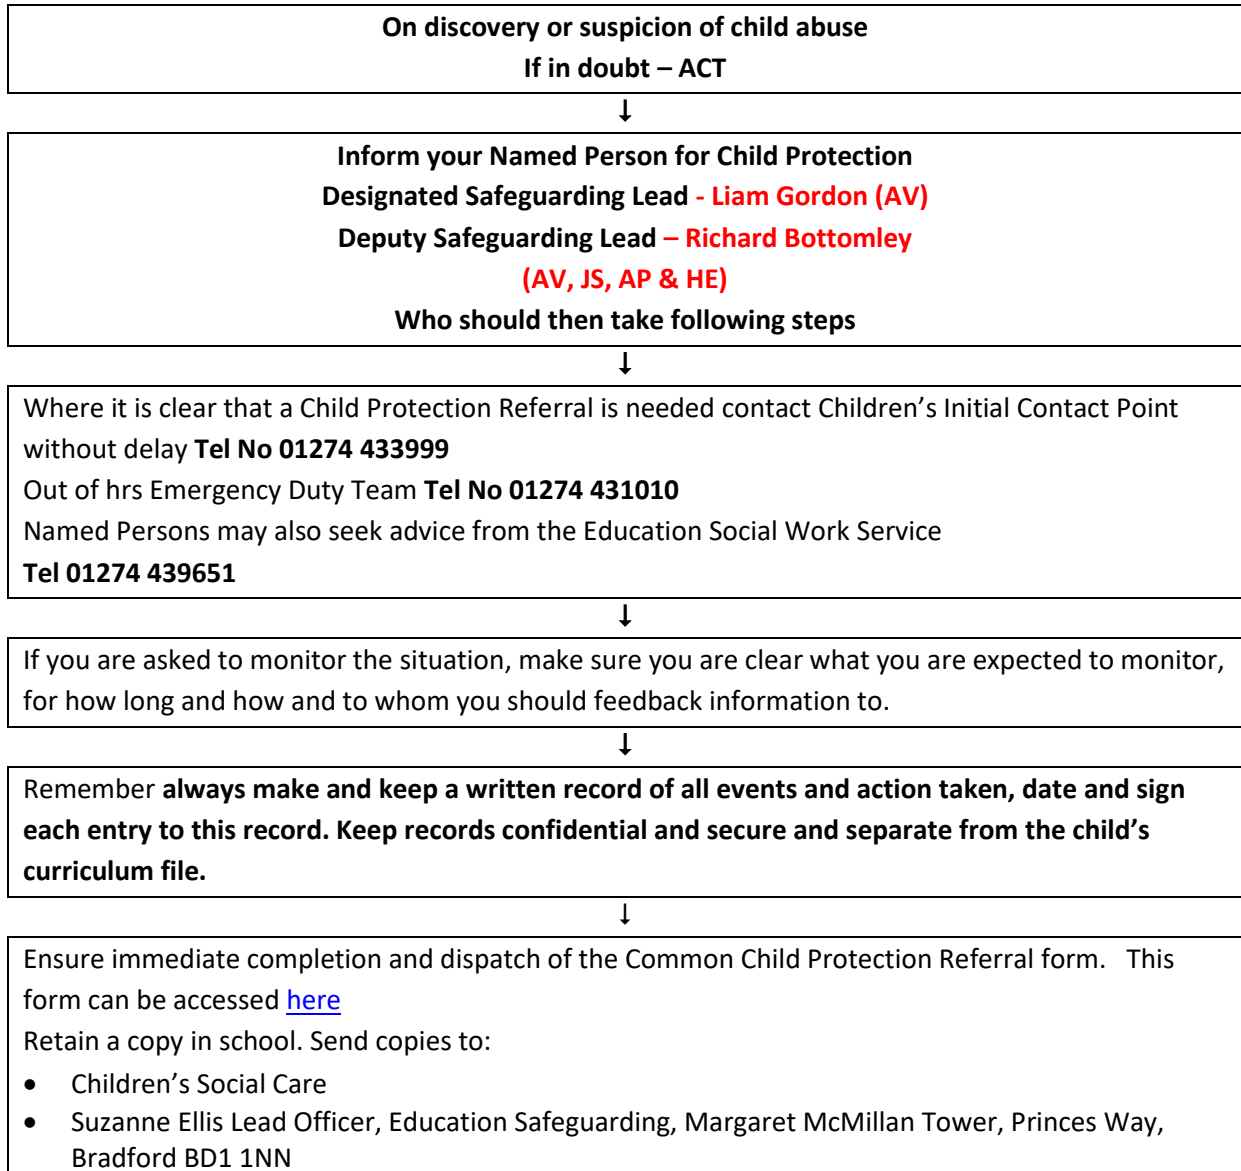 On discovery or suspicion of child abuse
If in doubt – ACT
↓
Inform your Named Person for Child Protection
Designated Safeguarding Lead - Liam Gordon (AV)
Deputy Safeguarding Lead – Richard Bottomley
(AV, JS, AP & HE)
Who should then take following steps
↓
Where it is clear that a Child Protection Referral is needed contact Children’s Initial Contact Point
without delay Tel No 01274 433999
Out of hrs Emergency Duty Team Tel No 01274 431010
Named Persons may also seek advice from the Education Social Work Service
Tel 01274 439651
↓
If you are asked to monitor the situation, make sure you are clear what you are expected to monitor,
for how long and how and to whom you should feedback information to.
↓
Remember always make and keep a written record of all events and action taken, date and sign
each entry to this record. Keep records confidential and secure and separate from the child’s
curriculum file.
↓
Ensure immediate completion and dispatch of the Common Child Protection Referral form.   This
form can be accessed here
Retain a copy in school. Send copies to:
• Children’s Social Care
• Suzanne Ellis Lead Officer, Education Safeguarding, Margaret McMillan Tower, Princes Way,
Bradford BD1 1NN